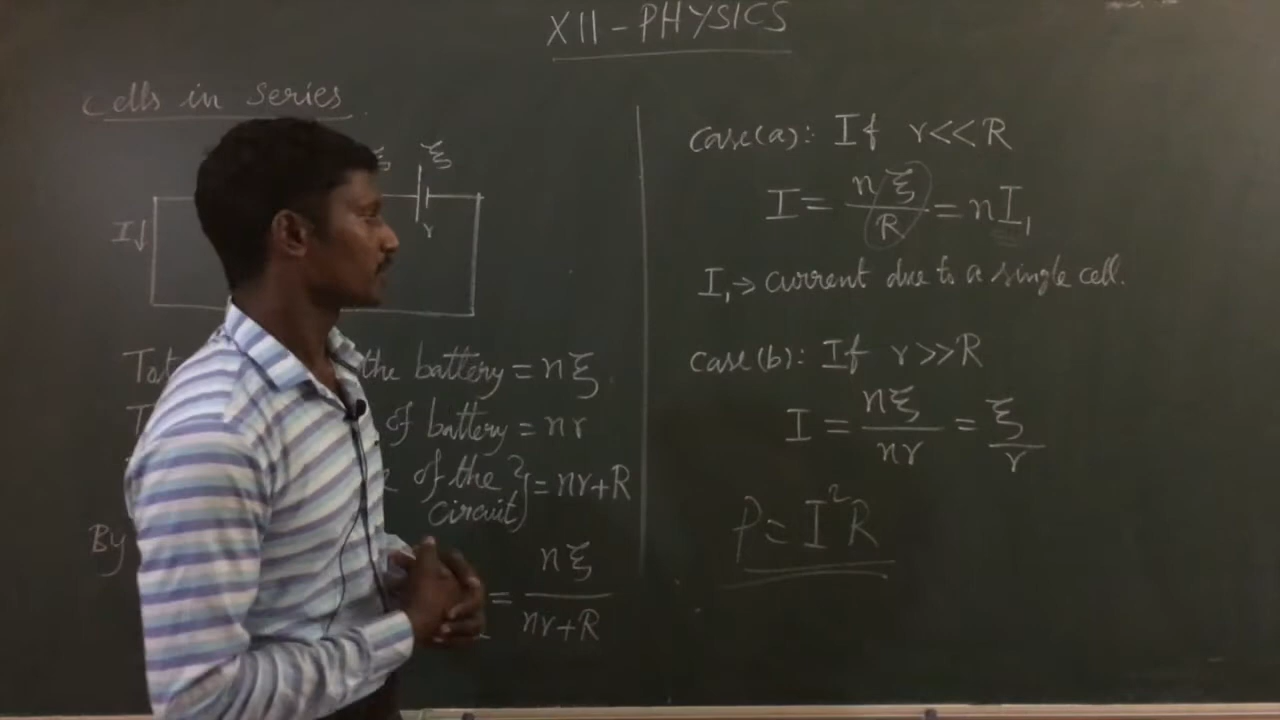 XII - PHYSICS
Cells in Series
ξ ξ
I↓
r
the battery = nξ
of battery = nr
of the } = nr+R
circuit
By
= nξ/(nr+R)
Case(a): If r<<R
I = nξ/R = nI₁
I₁ → Current due to a single cell.
Case(b): If r>>R
I = nξ/nr = ξ/r
P = I²R